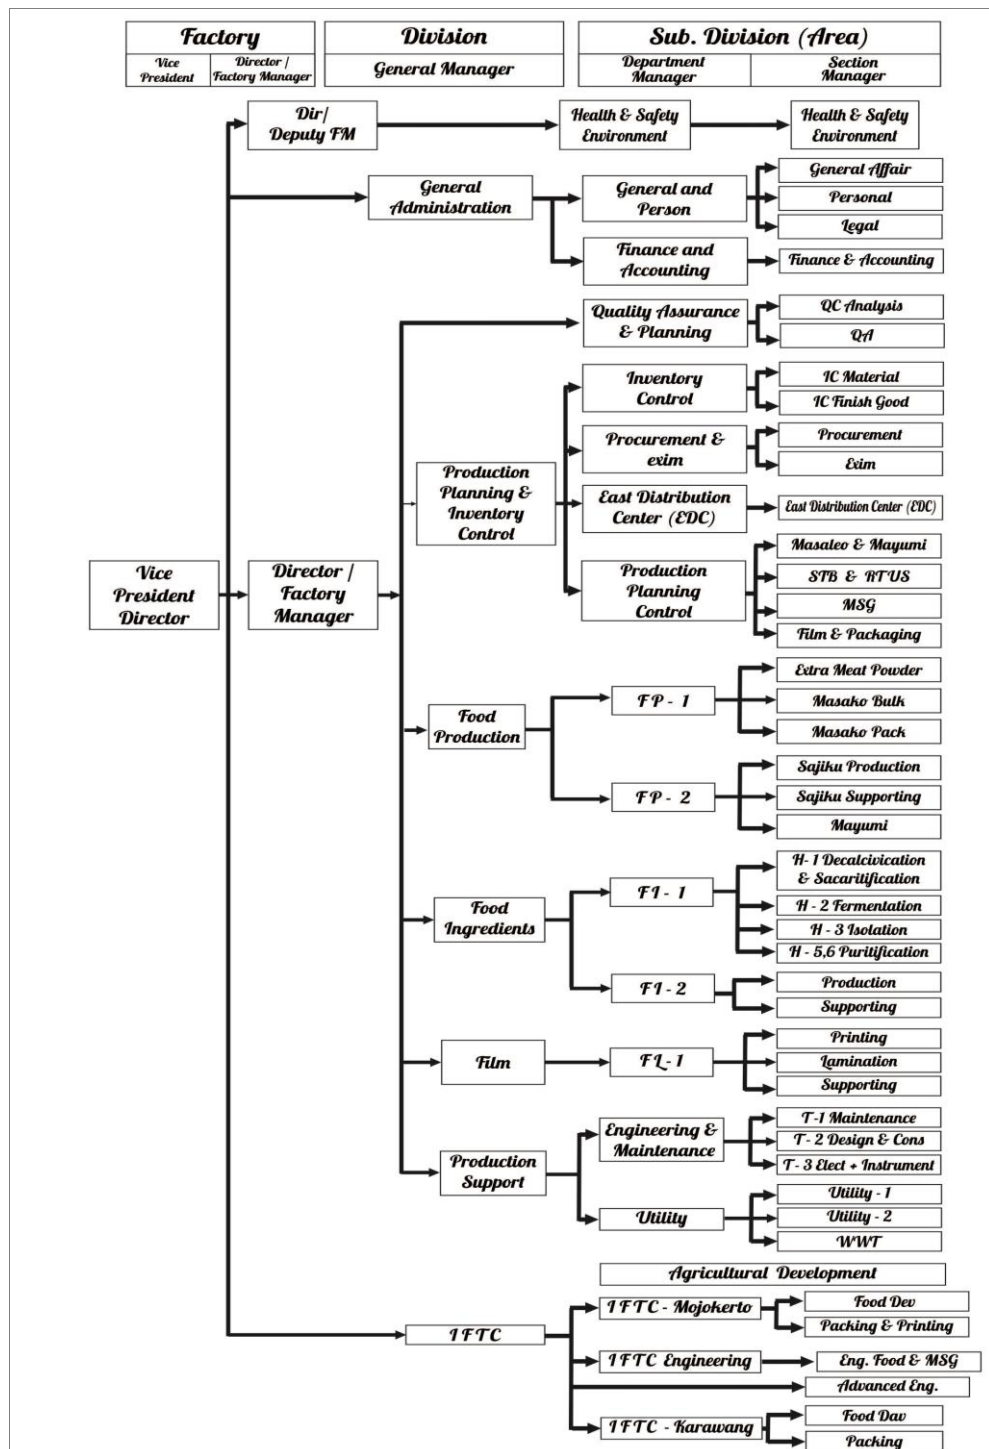 Factory
Division
Sub. Division (Area)
Vice
President
Director /
Factory Manager
General Manager
Department
Manager
Section
Manager
Dir/
Deputy FM
Health & Safety
Environment
Health & Safety
Environment
General
Administration
General and
Person
General Affair
Personal
Legal
Finance and
Accounting
Finance & Accounting
Quality Assurance
& Planning
QC Analysis
QA
Inventory
Control
IC Material
IC Finish Good
Procurement &
exim
Procurement
Exim
Production
Planning &
Inventory
Control
East Distribution
Center (EDC)
East Distribution Center (EDC)
Vice
President
Director
Director /
Factory
Manager
Production
Planning
Control
Masaleo & Mayumi
STB & RTUS
MSG
Film & Packaging
Food
Production
FP - 1
Extra Meat Powder
Masako Bulk
Masako Pack
FP - 2
Sajiku Production
Sajiku Supporting
Mayumi
Food
Ingredients
FI - 1
H- 1 Decalcivication
& Sacaritification
H - 2 Fermentation
H - 3 Isolation
H - 5,6 Puritification
FI - 2
Production
Supporting
Film
FL - 1
Printing
Lamination
Supporting
Production
Support
Engineering &
Maintenance
T -1 Maintenance
T - 2 Design & Cons
T - 3 Elect + Instrument
Utility
Utility - 1
Utility - 2
WWT
Agricultural Development
IFTC
IFTC - Mojokerto
Food Dev
Packing & Printing
IFTC Engineering
Eng. Food & MSG
Advanced Eng.
IFTC - Karawang
Food Dav
Packing